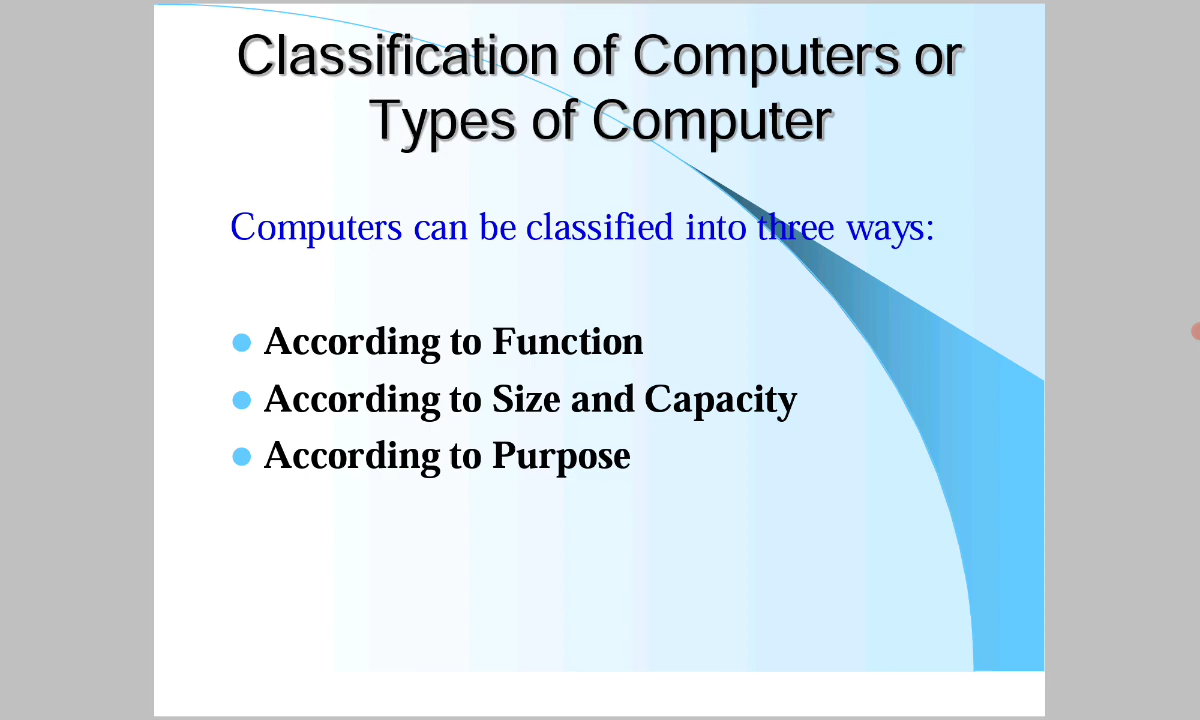 Classification of Computers or
Types of Computer
Computers can be classified into three ways:
According to Function
According to Size and Capacity
According to Purpose